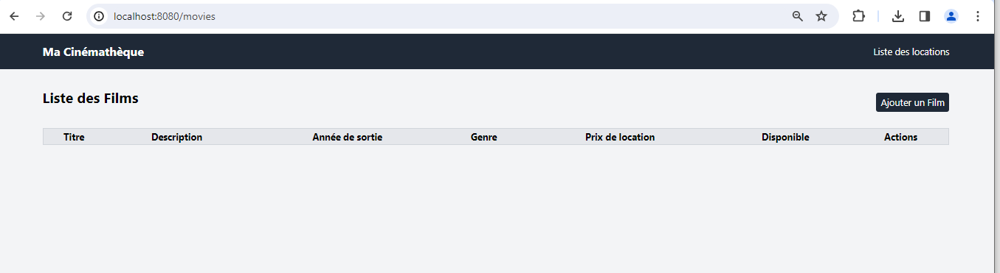 localhost:8080/movies
Ma Cinémathèque Liste des locations
Liste des Films
Ajouter un Film
Titre Description Année de sortie Genre Prix de location Disponible Actions